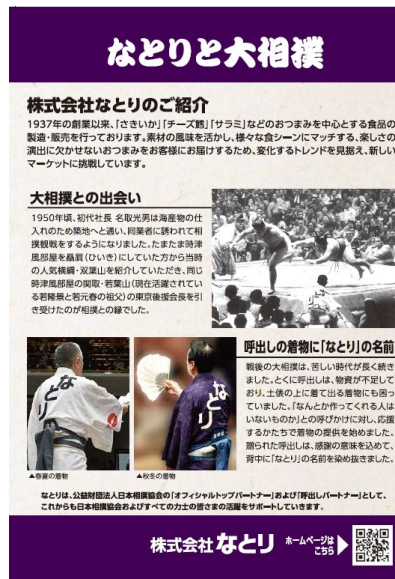 なとりと大相撲
株式会社なとりのご紹介
1937年の創業以来、「さきいか」「チーズ鱈」「サラミ」などのおつまみを中心とする食品の
製造・販売を行っております。素材の風味を活かし、様々な食シーンにマッチする、楽しさの
演出に欠かせないおつまみをお客様にお届けするため、変化するトレンドを見据え、新しい
マーケットに挑戦しています。
大相撲との出会い
1950年頃、初代社長 名取光男は海産物の仕
入れのため築地へと通い、同業者に誘われて相
撲観戦をするようになりました。たまたま時津
風部屋を贔屓(ひいき)にしていた方から当時
の人気横綱・双葉山を紹介していただき、同じ
時津風部屋の関取・若葉山(現在活躍されてい
る若隆景と若元春の祖父)の東京後援会長を引
き受けたのが相撲との縁でした。
呼出しの着物に「なとり」の名前
戦後の大相撲は、苦しい時代が長く続き
ました。とくに呼出しは、物資が不足して
おり、土俵の上に着て出る着物にも困っ
ていました。「なんとか作ってくれる人は
いないものか」との呼びかけに対し、応援
するかたちで着物の提供を始めました。
贈られた呼出しは、感謝の意味を込めて、
背中に「なとり」の名前を染め抜きました。
なとり
なとり
▲春夏の着物
▲秋冬の着物
なとりは、公益財団法人日本相撲協会の「オフィシャルトップパートナー」および「呼出しパートナー」として、
これからも日本相撲協会およびすべての力士の皆さまの活躍をサポートしていきます。
株式会社なとり
ホームページは
こちら